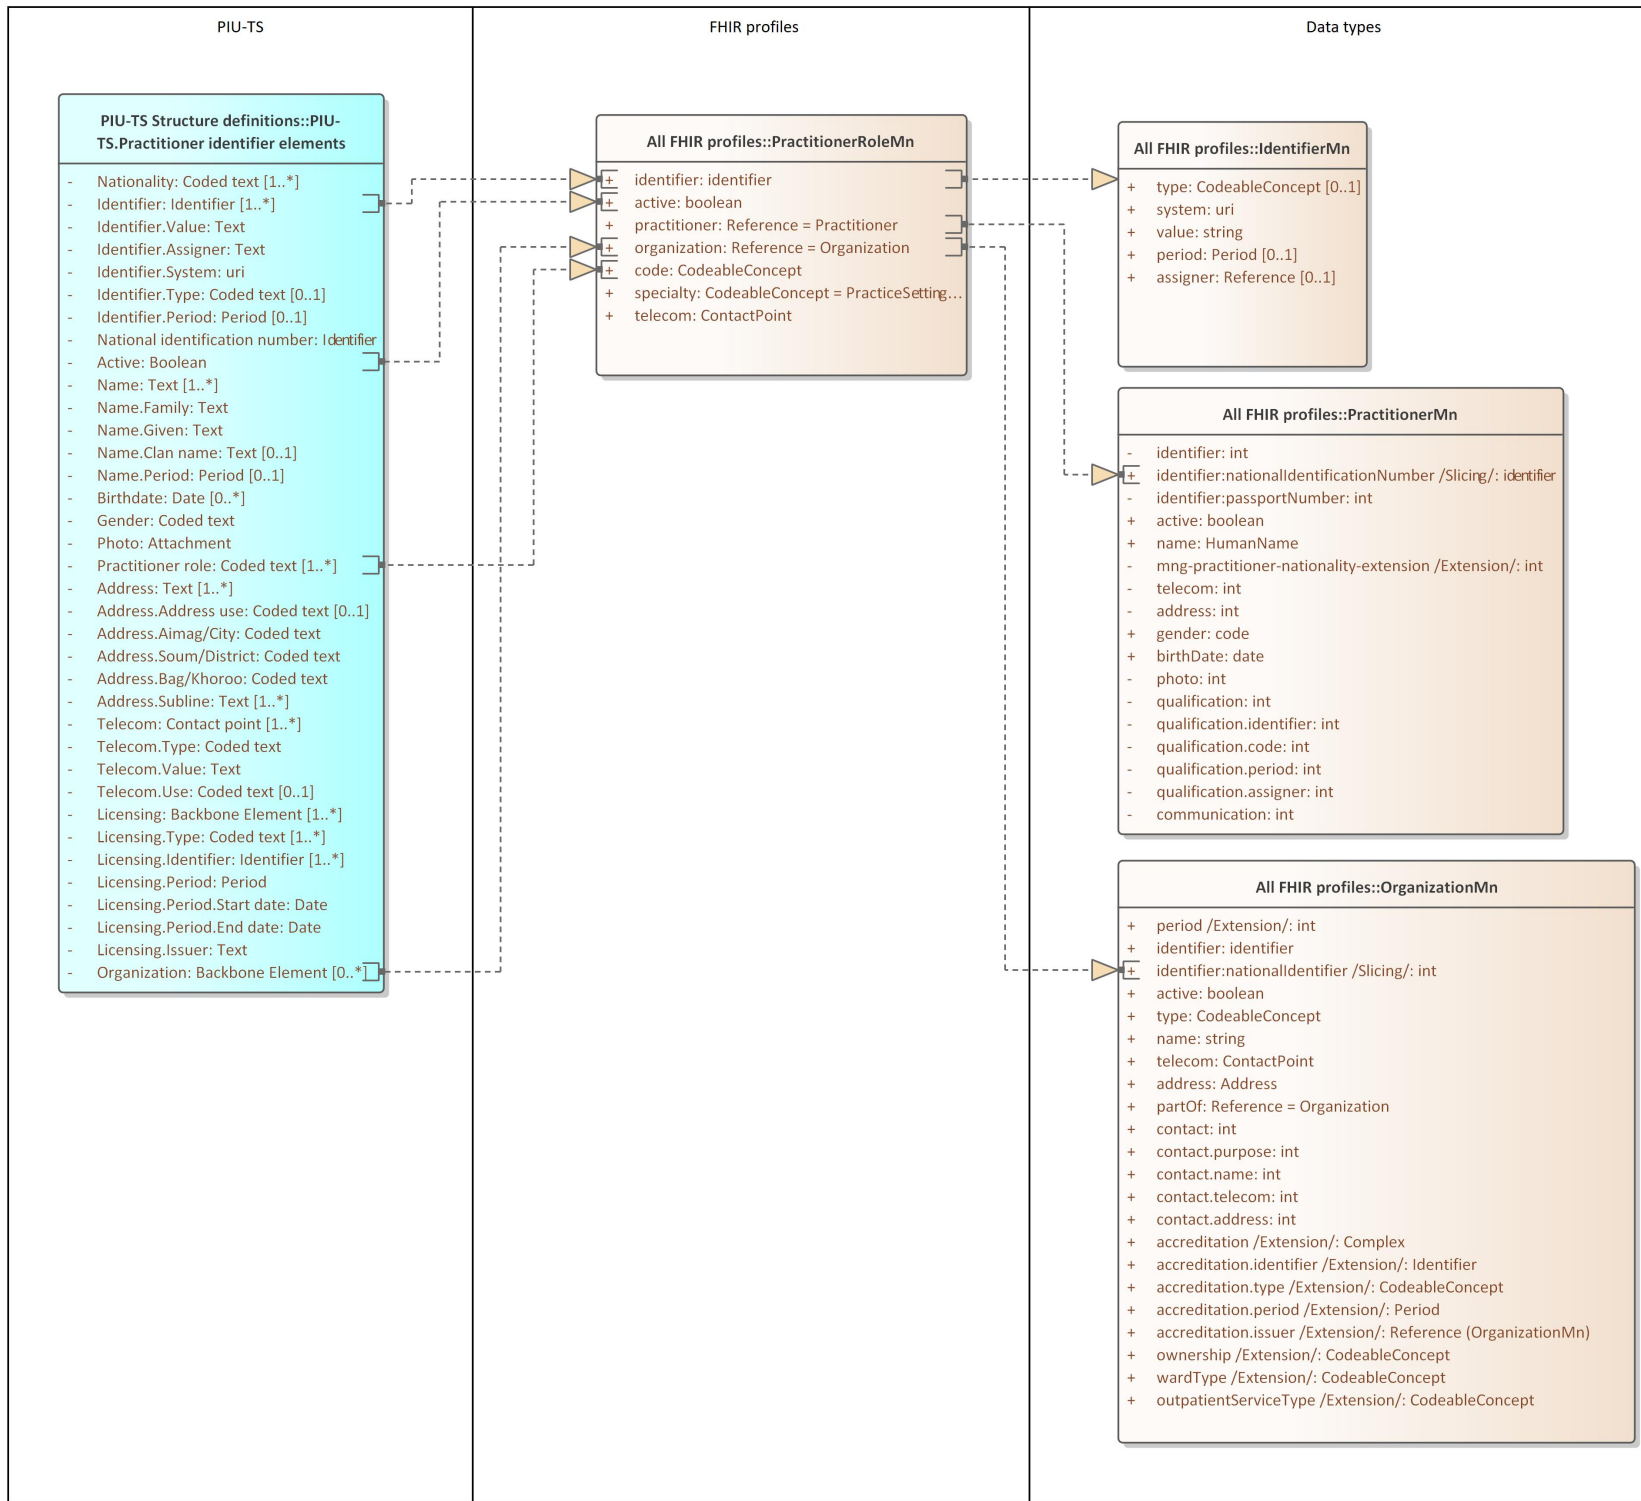 PIU-TS
FHIR profiles
Data types
PIU-TS Structure definitions::PIU-
TS.Practitioner identifier elements
- Nationality: Coded text [1..*]
- Identifier: Identifier [1..*]
- Identifier.Value: Text
- Identifier.Assigner: Text
- Identifier.System: uri
- Identifier.Type: Coded text [0..1]
- Identifier.Period: Period [0..1]
- National identification number: Identifier
- Active: Boolean
- Name: Text [1..*]
- Name.Family: Text
- Name.Given: Text
- Name.Clan name: Text [0..1]
- Name.Period: Period [0..1]
- Birthdate: Date [0..*]
- Gender: Coded text
- Photo: Attachment
- Practitioner role: Coded text [1..*]
- Address: Text [1..*]
- Address.Address use: Coded text [0..1]
- Address.Aimag/City: Coded text
- Address.Soum/District: Coded text
- Address.Bag/Khoroo: Coded text
- Address.Subline: Text [1..*]
- Telecom: Contact point [1..*]
- Telecom.Type: Coded text
- Telecom.Value: Text
- Telecom.Use: Coded text [0..1]
- Licensing: Backbone Element [1..*]
- Licensing.Type: Coded text [1..*]
- Licensing.Identifier: Identifier [1..*]
- Licensing.Period: Period
- Licensing.Period.Start date: Date
- Licensing.Period.End date: Date
- Licensing.Issuer: Text
- Organization: Backbone Element [0..*]
All FHIR profiles::PractitionerRoleMn
+ identifier: identifier
+ active: boolean
+ practitioner: Reference = Practitioner
+ organization: Reference = Organization
+ code: CodeableConcept
+ specialty: CodeableConcept = PracticeSetting...
+ telecom: ContactPoint
All FHIR profiles::IdentifierMn
+ type: CodeableConcept [0..1]
+ system: uri
+ value: string
+ period: Period [0..1]
+ assigner: Reference [0..1]
All FHIR profiles::PractitionerMn
- identifier: int
+ identifier:nationalIdentificationNumber /Slicing/: identifier
- identifier:passportNumber: int
+ active: boolean
+ name: HumanName
- mng-practitioner-nationality-extension /Extension/: int
- telecom: int
- address: int
+ gender: code
+ birthDate: date
- photo: int
- qualification: int
- qualification.identifier: int
- qualification.code: int
- qualification.period: int
- qualification.assigner: int
- communication: int
All FHIR profiles::OrganizationMn
+ period /Extension/: int
+ identifier: identifier
+ identifier:nationalIdentifier /Slicing/: int
+ active: boolean
+ type: CodeableConcept
+ name: string
+ telecom: ContactPoint
+ address: Address
+ partOf: Reference = Organization
+ contact: int
+ contact.purpose: int
+ contact.name: int
+ contact.telecom: int
+ contact.address: int
+ accreditation /Extension/: Complex
+ accreditation.identifier /Extension/: Identifier
+ accreditation.type /Extension/: CodeableConcept
+ accreditation.period /Extension/: Period
+ accreditation.issuer /Extension/: Reference (OrganizationMn)
+ ownership /Extension/: CodeableConcept
+ wardType /Extension/: CodeableConcept
+ outpatientServiceType /Extension/: CodeableConcept